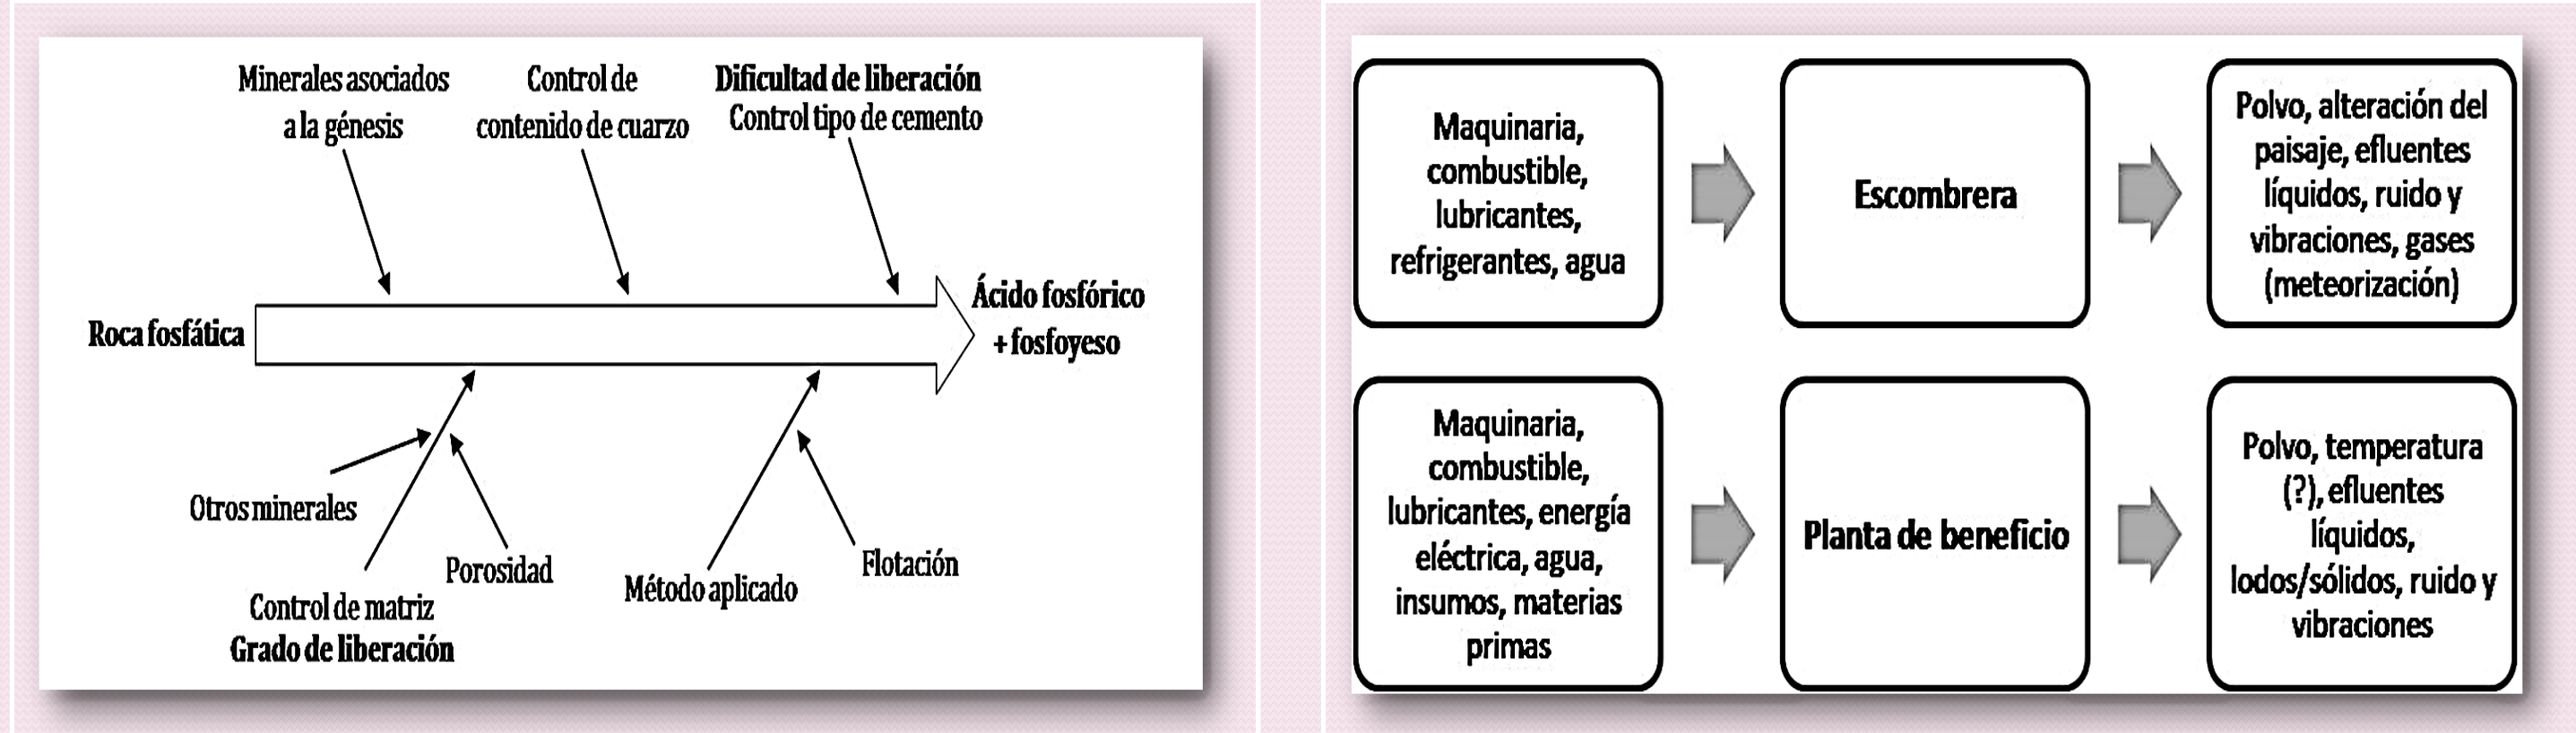 Minerales asociados
a la génesis
Control de
contenido de cuarzo
Dificultad de liberación
Control tipo de cemento
Roca fosfática
Ácido fosfórico
+ fosfoyeso
Otros minerales
Porosidad
Control de matriz
Grado de liberación
Método aplicado
Flotación
Maquinaria,
combustible,
lubricantes,
refrigerantes, agua
Escombrera
Polvo, alteración del
paisaje, efluentes
líquidos, ruido y
vibraciones, gases
(meteorización)
Maquinaria,
combustible,
lubricantes, energía
eléctrica, agua,
insumos, materias
primas
Planta de beneficio
Polvo, temperatura
(?), efluentes
líquidos,
lodos/sólidos, ruido y
vibraciones